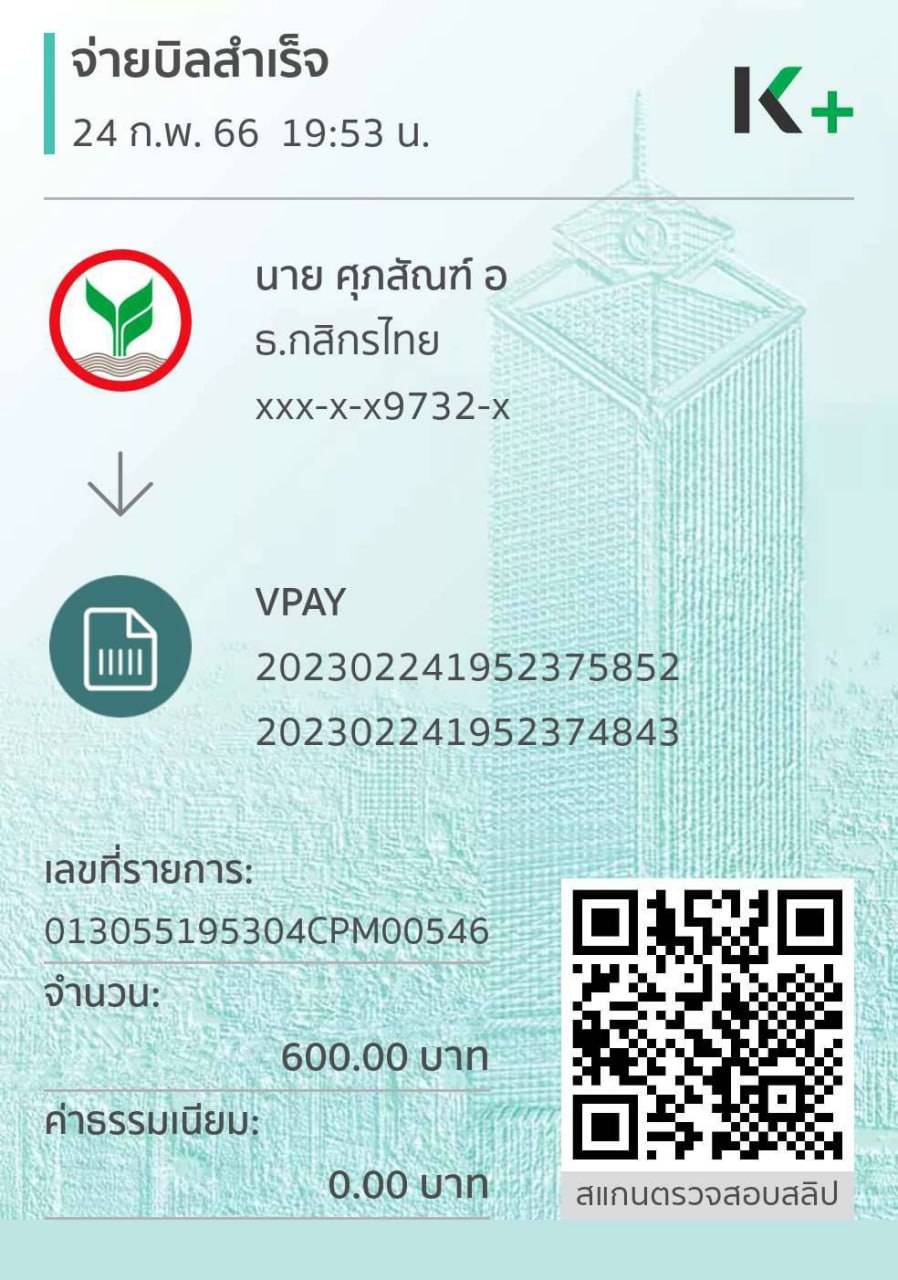 จ่ายบิลสำเร็จ
24 ก.พ. 66 19:53 น.
K+
นาย ศุภสัณฑ์ อ
ธ.กสิกรไทย
xxx-x-x9732-x
VPAY
202302241952375852
202302241952374843
เลขที่รายการ:
013055195304CPM00546
จำนวน:
600.00 บาท
ค่าธรรมเนียม:
0.00 บาท
สแกนตรวจสอบสลิป